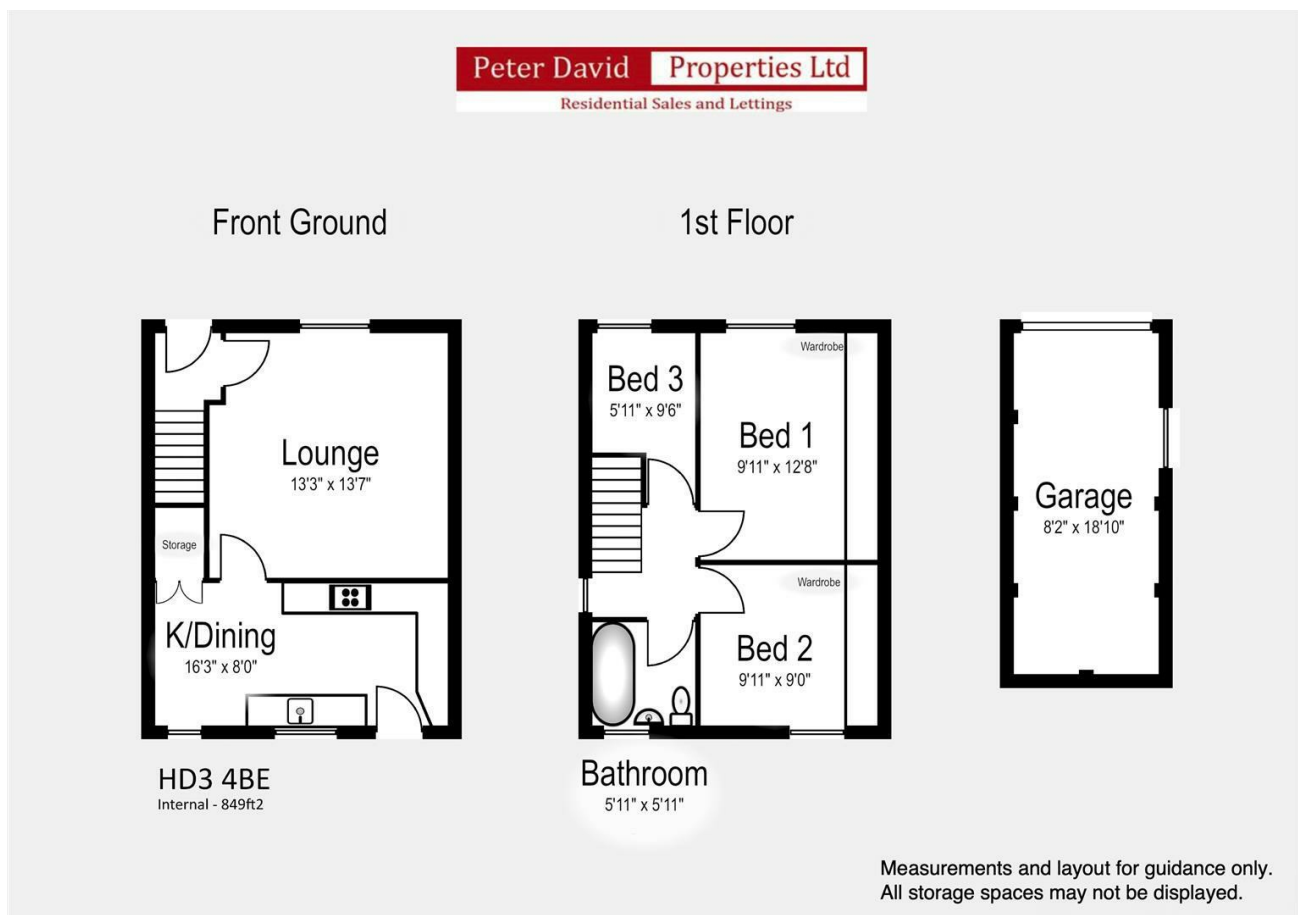 Peter David Properties Ltd
Residential Sales and Lettings
Front Ground
1st Floor
Lounge
13'3" x 13'7"
Storage
K/Dining
16'3" x 8'0"
HD3 4BE
Internal - 849ft2
Wardrobe
Bed 3
5'11" x 9'6"
Bed 1
9'11" x 12'8"
Wardrobe
Bed 2
9'11" x 9'0"
Bathroom
5'11" x 5'11"
Garage
8'2" x 18'10"
Measurements and layout for guidance only.
All storage spaces may not be displayed.